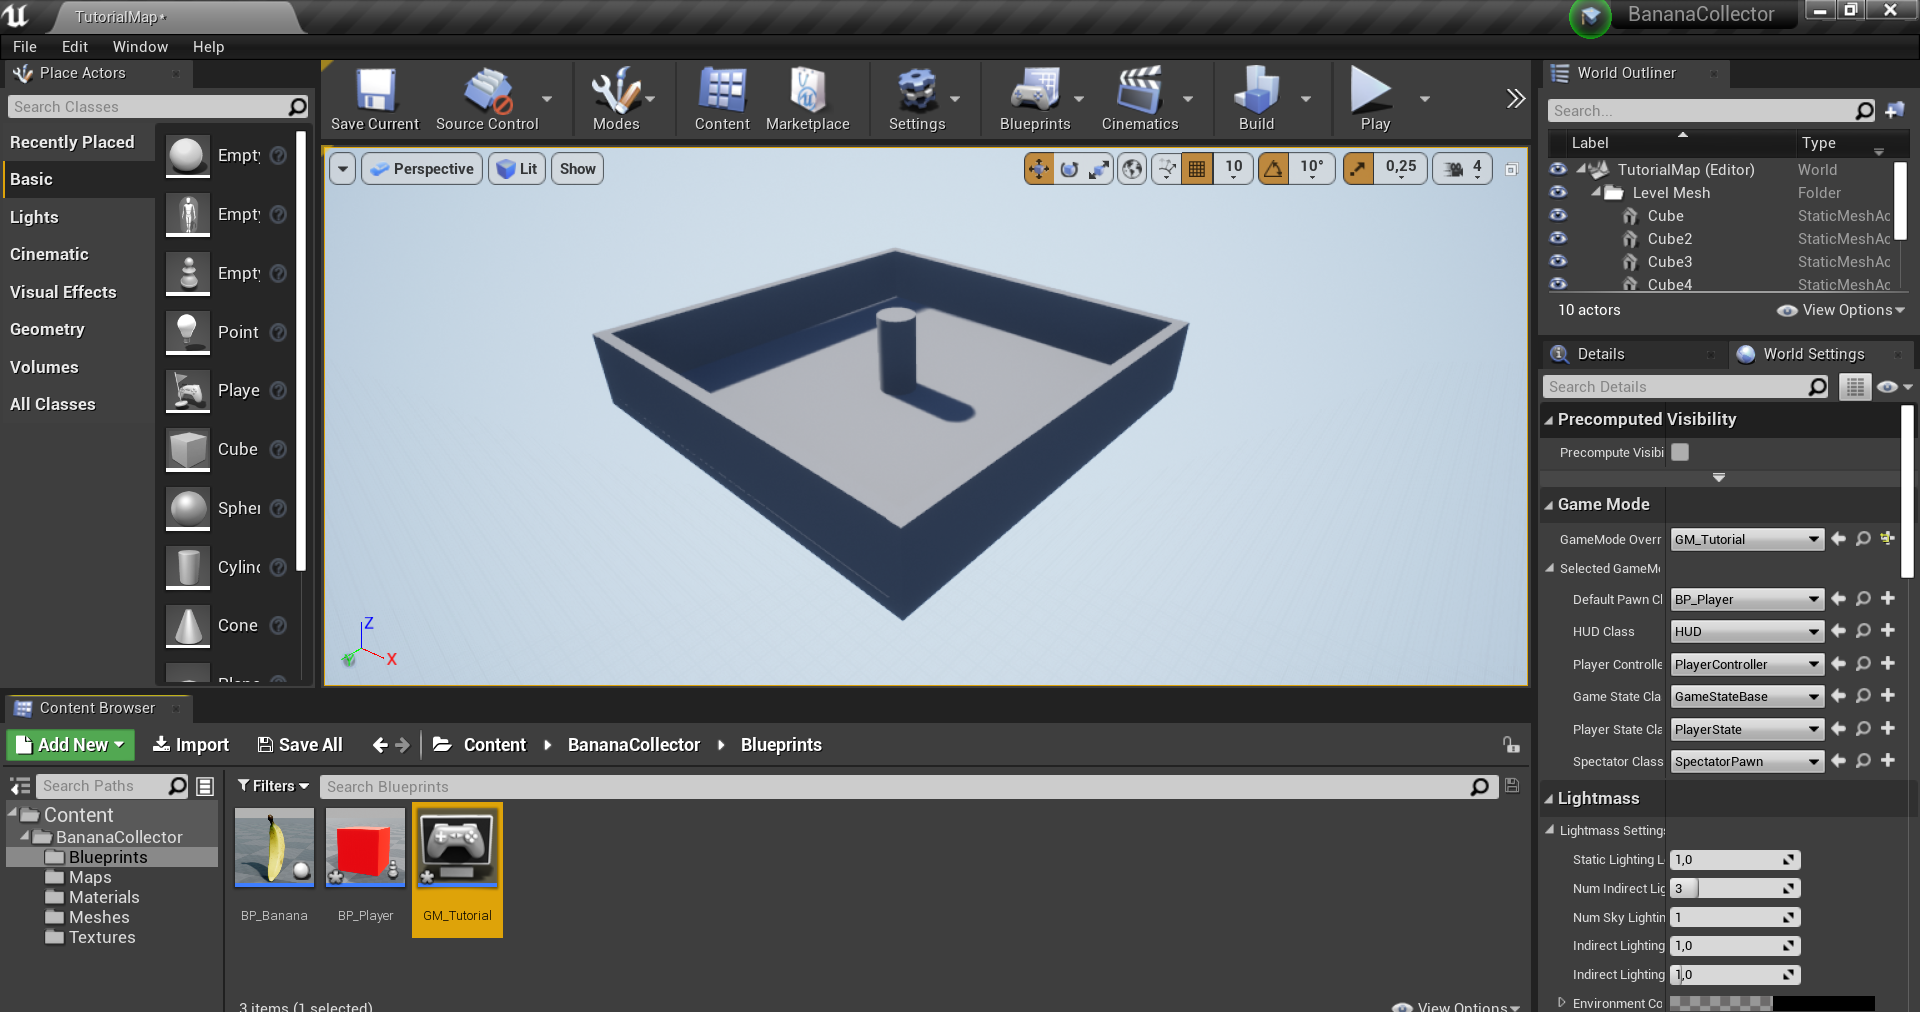 TutorialMap*
BananaCollector
File Edit Window Help
Place Actors
Search Classes
Recently Placed
Basic
Lights
Cinematic
Visual Effects
Geometry
Volumes
All Classes
Empty
Empty
Empty
Point
Playe
Cube
Spher
Cylind
Cone
Plane
Save Current
Source Control
Modes
Content
Marketplace
Settings
Blueprints
Cinematics
Build
Play
Perspective
Lit
Show
10
10°
0,25
4
Z
X
World Outliner
Search...
Label Type
TutorialMap (Editor) World
Level Mesh Folder
Cube StaticMeshAc
Cube2 StaticMeshAc
Cube3 StaticMeshAc
Cube4 StaticMeshAc
10 actors
View Options
Details
World Settings
Search Details
Precomputed Visibility
Precompute Visibi
Game Mode
GameMode Overr GM_Tutorial
Selected GameMo
Default Pawn Cl BP_Player
HUD Class HUD
Player Controlle PlayerController
Game State Cla GameStateBase
Player State Cla PlayerState
Spectator Class SpectatorPawn
Lightmass
Lightmass Settings
Static Lighting L 1,0
Num Indirect Lig 3
Num Sky Lightin 1
Indirect Lighting 1,0
Indirect Lighting 1,0
Environment Co
Content Browser
Add New
Import
Save All
Content
BananaCollector
Blueprints
Search Paths
Filters
Search Blueprints
Content
BananaCollector
Blueprints
Maps
Materials
Meshes
Textures
BP_Banana
BP_Player
GM_Tutorial
3 items (1 selected)
View Options